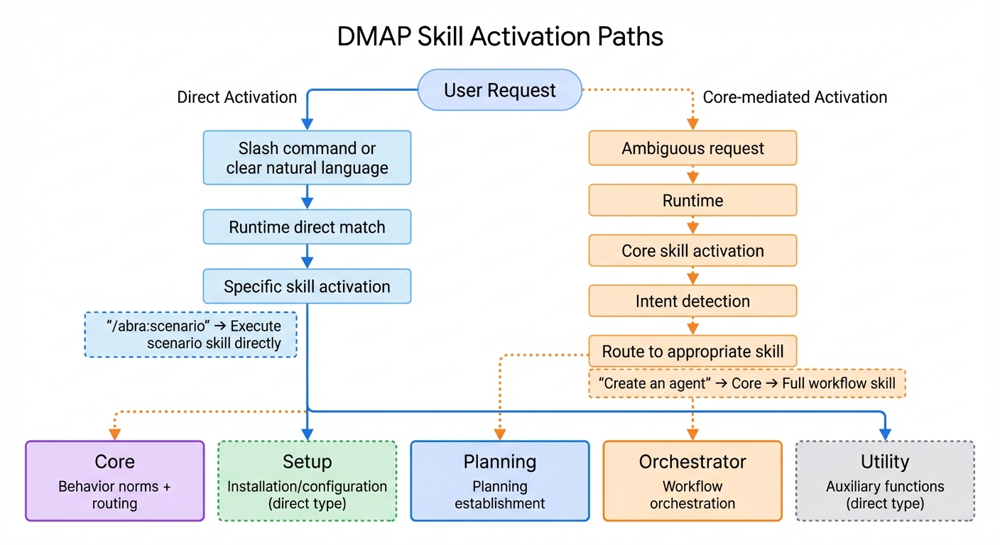 DMAP Skill Activation Paths
User Request
Direct Activation
Core-mediated Activation
Slash command or
clear natural language
Runtime direct match
Specific skill activation
“/abra:scenario” → Execute
scenario skill directly
Ambiguous request
Runtime
Core skill activation
Intent detection
Route to appropriate skill
“Create an agent” → Core → Full workflow skill
Core
Behavior norms +
routing
Setup
Installation/configuration
(direct type)
Planning
Planning
establishment
Orchestrator
Workflow
orchestration
Utility
Auxiliary functions
(direct type)